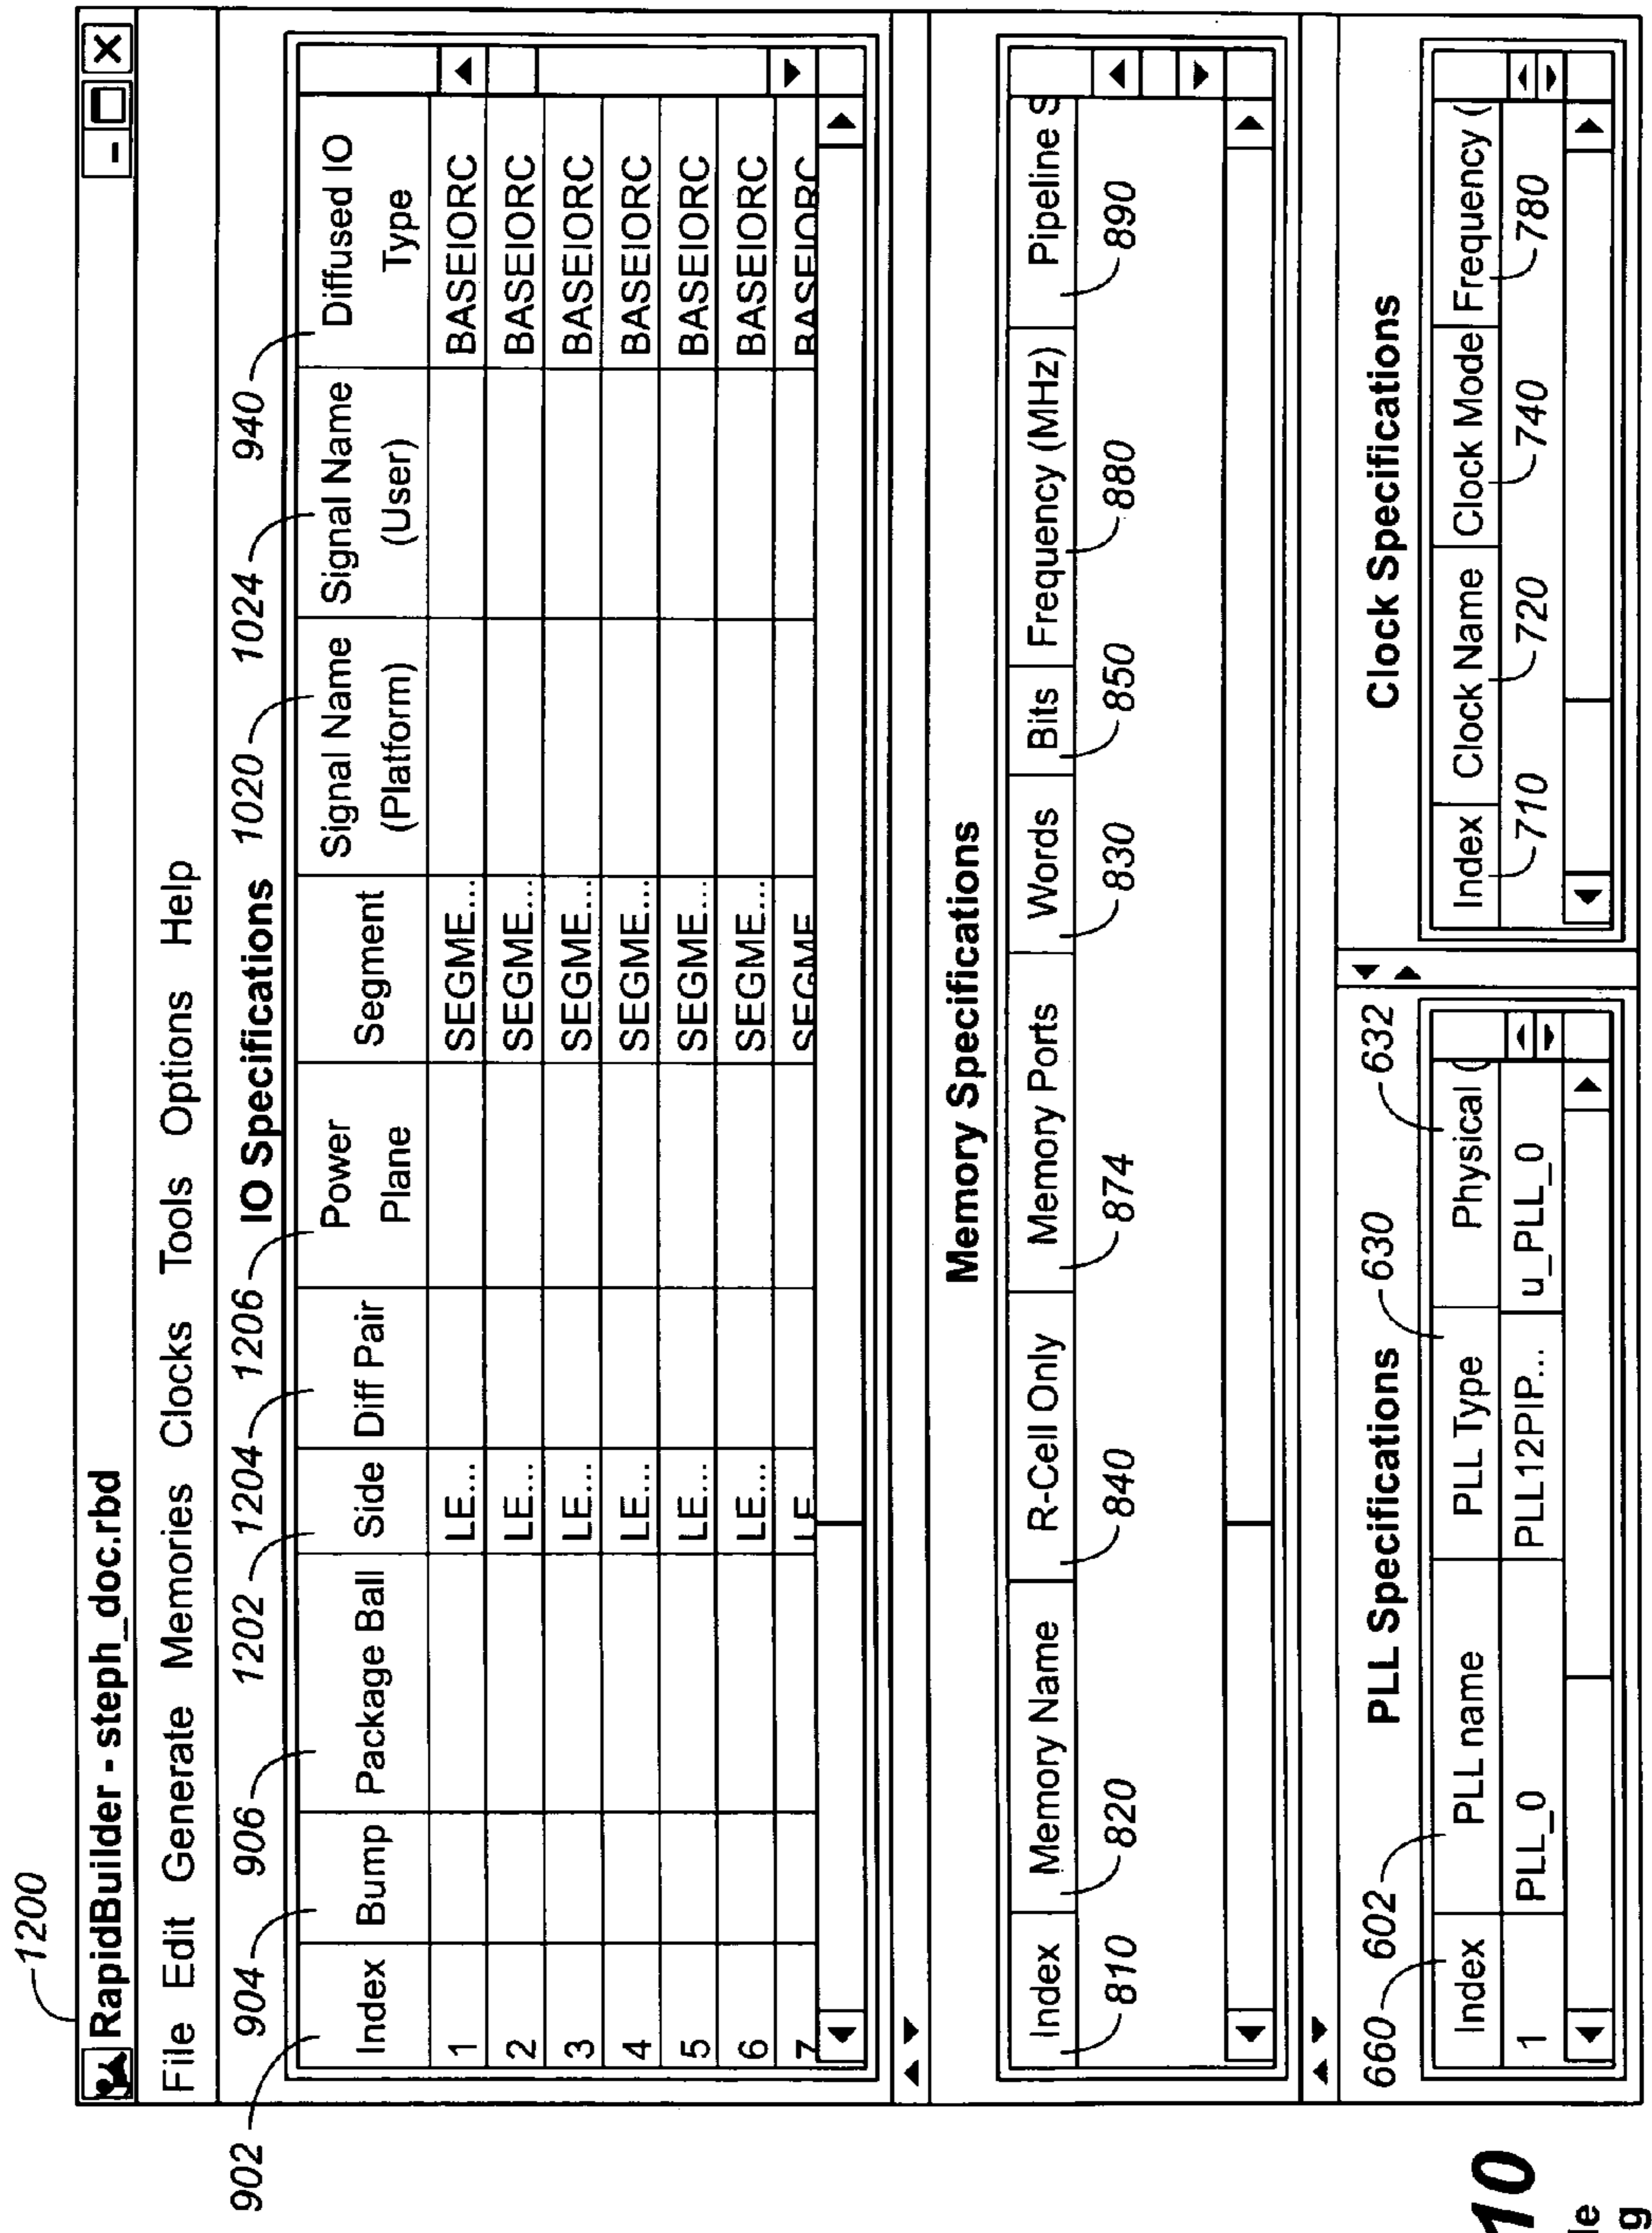 1200
RapidBuilder - steph_doc.rbd
File Edit Generate Memories Clocks Tools Options Help
902 904 906 1202 1204 1206 IO Specifications 1020 1024 940
Index Bump Package Ball Side Diff Pair Power Plane Segment Signal Name (Platform) Signal Name (User) Diffused IO Type
1 LE... SEGME... BASEIORC
2 LE... SEGME... BASEIORC
3 LE... SEGME... BASEIORC
4 LE... SEGME... BASEIORC
5 LE... SEGME... BASEIORC
6 LE... SEGME... BASEIORC
7 LE SEGME BASEIORC
Memory Specifications
Index Memory Name R-Cell Only Memory Ports Words Bits Frequency (MHz) Pipeline S
810 820 840 874 830 850 880 890
660 602 PLL Specifications 630 632
Index PLL name PLL Type Physical (
1 PLL_0 PLL12PIP... u_PLL_0
Clock Specifications
Index Clock Name Clock Mode Frequency (
710 720 740 780
10